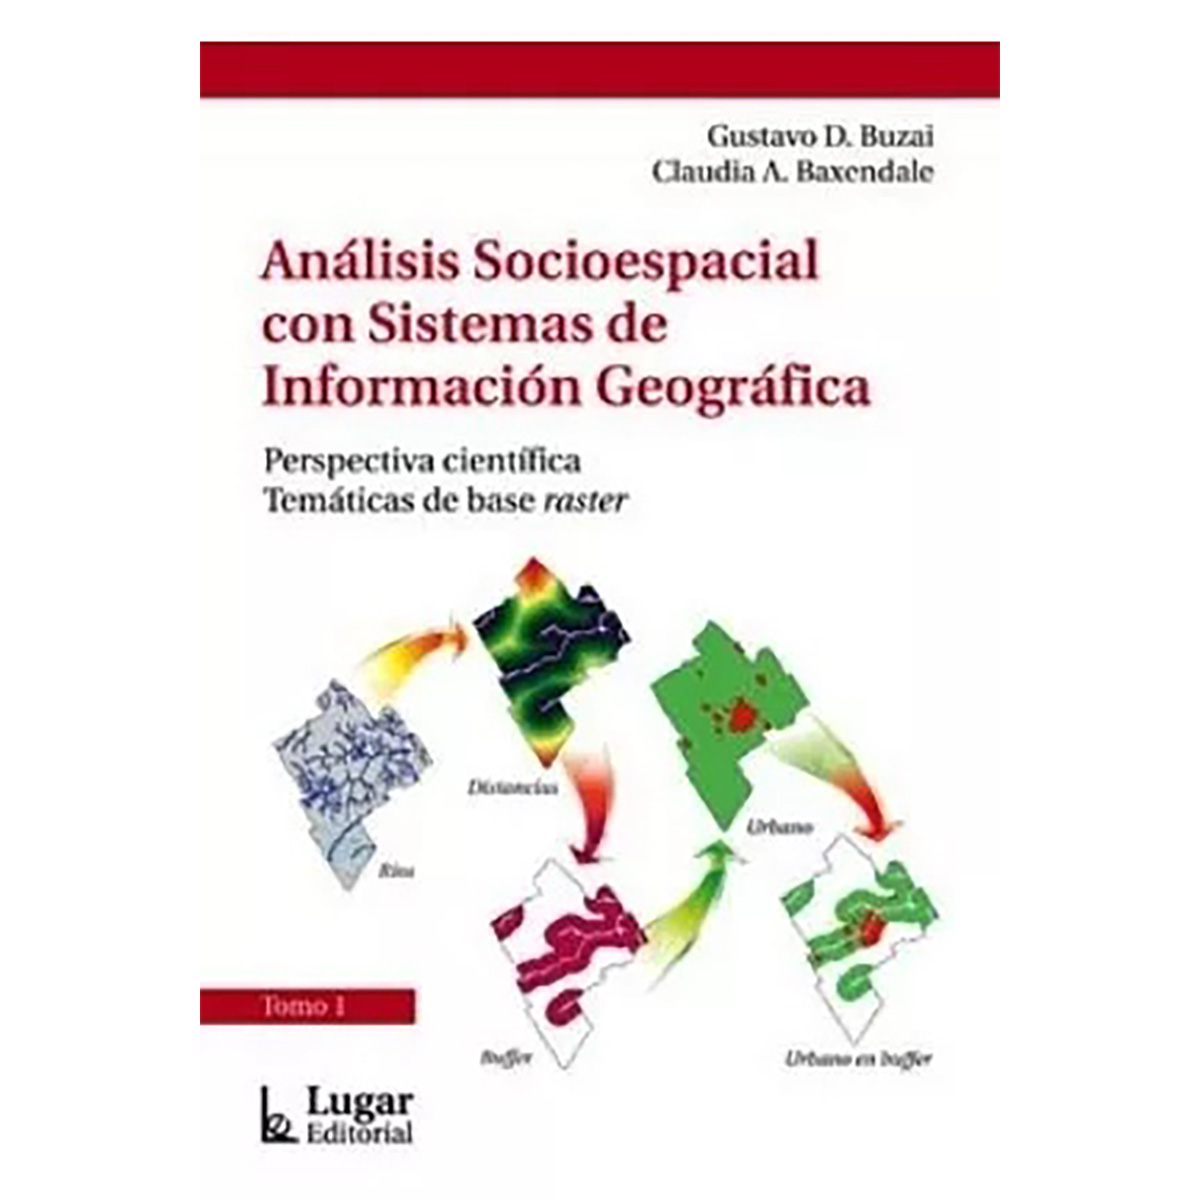 Gustavo D. Buzai
Claudia A. Baxendale
Análisis Socioespacial
con Sistemas de
Información Geográfica
Perspectiva científica
Temáticas de base raster
Distancias
Urbano
Ríos
Tomo 1
Buffer
Urbano en buffer
Lugar
Editorial